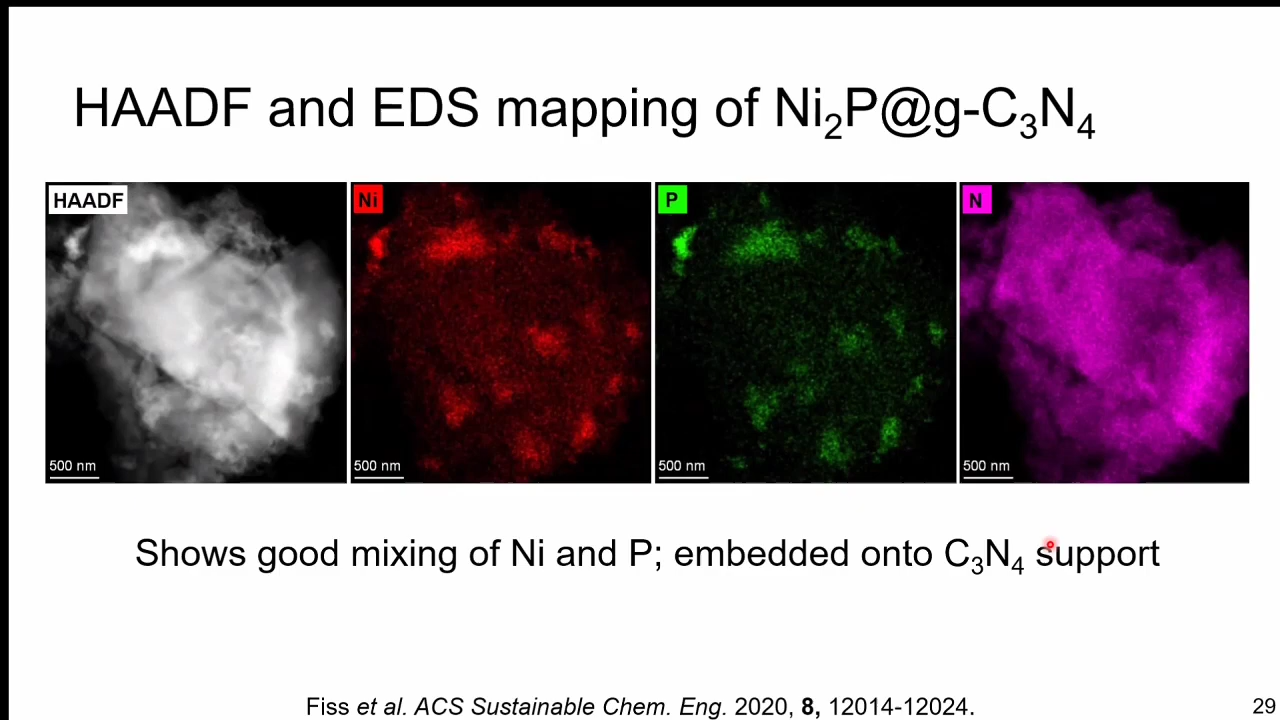 HAADF and EDS mapping of Ni₂P@g-C₃N₄
HAADF
Ni
P
N
500 nm
500 nm
500 nm
500 nm
Shows good mixing of Ni and P; embedded onto C₃N₄ support
Fiss et al. ACS Sustainable Chem. Eng. 2020, 8, 12014-12024.
29